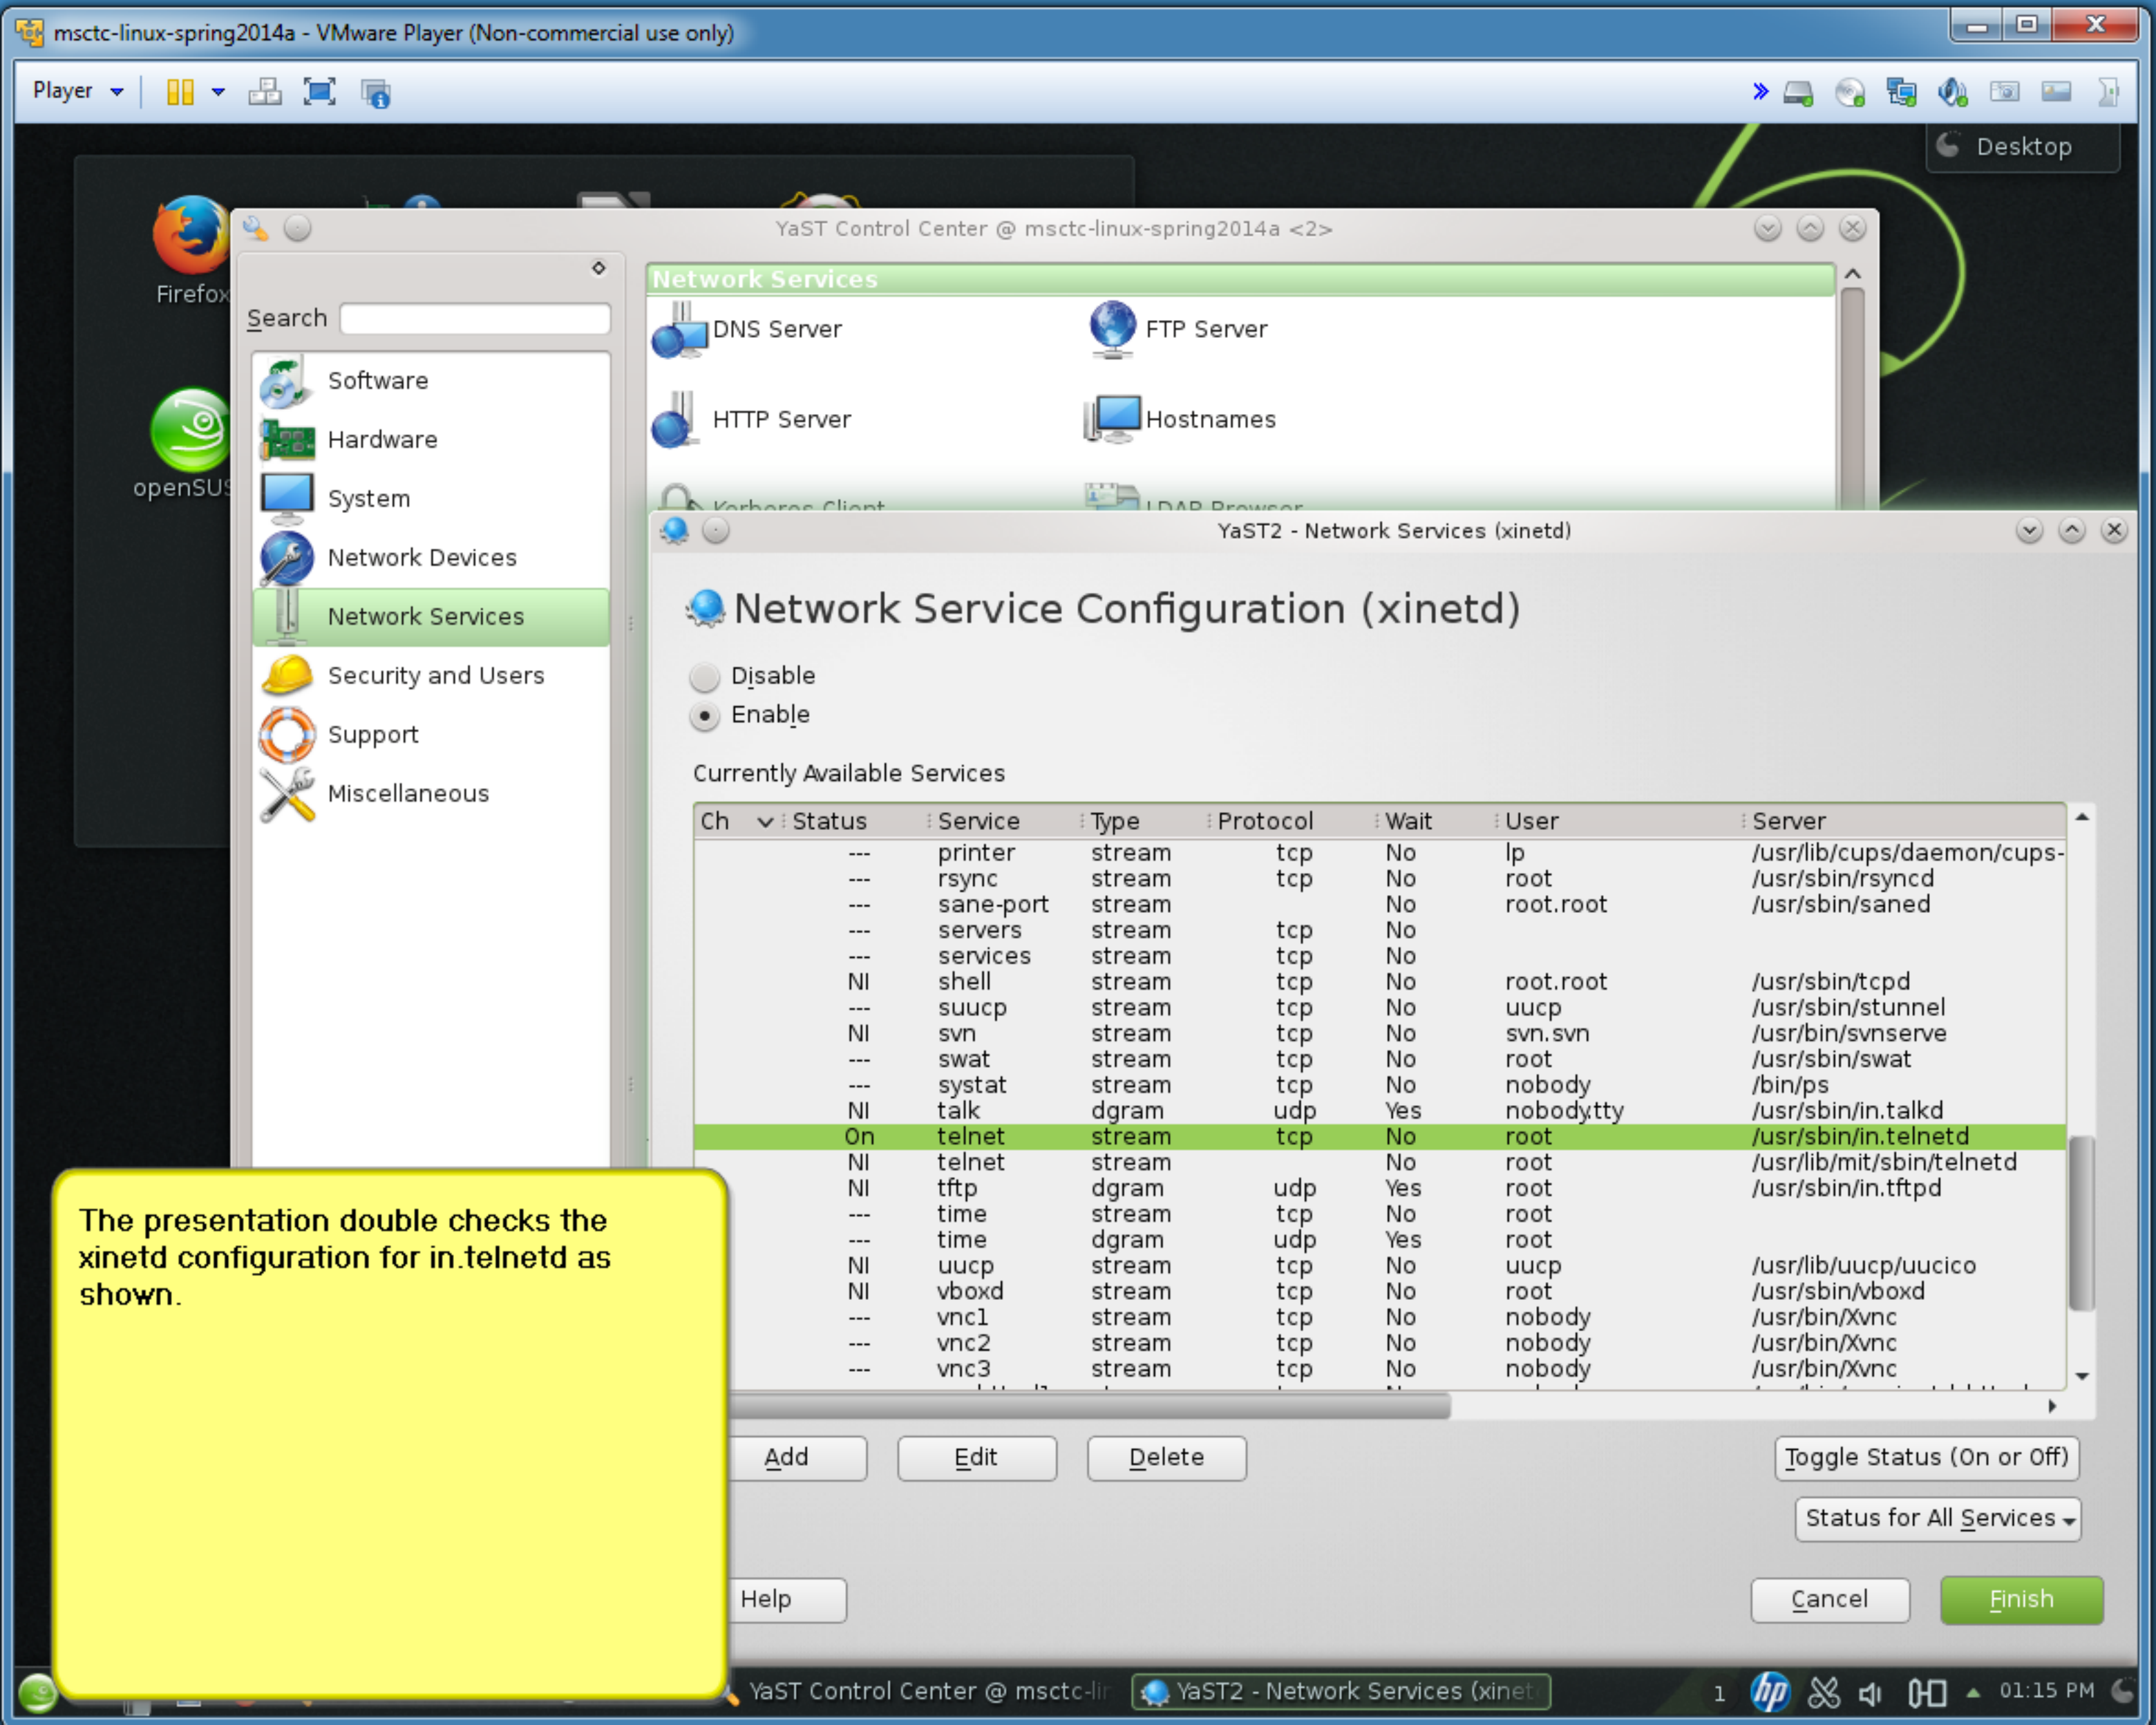 msctc-linux-spring2014a - VMware Player (Non-commercial use only)
Player
Desktop
Firefox
openSUS
YaST Control Center @ msctc-linux-spring2014a <2>
Search
Software
Hardware
System
Network Devices
Network Services
Security and Users
Support
Miscellaneous
Network Services
DNS Server FTP Server
HTTP Server Hostnames
Kerberos Client LDAP Browser
YaST2 - Network Services (xinetd)
Network Service Configuration (xinetd)
Disable
Enable
Currently Available Services
Ch Status Service Type Protocol Wait User Server
--- printer stream tcp No lp /usr/lib/cups/daemon/cups-
--- rsync stream tcp No root /usr/sbin/rsyncd
--- sane-port stream No root.root /usr/sbin/saned
--- servers stream tcp No
--- services stream tcp No
NI shell stream tcp No root.root /usr/sbin/tcpd
--- suucp stream tcp No uucp /usr/sbin/stunnel
NI svn stream tcp No svn.svn /usr/bin/svnserve
--- swat stream tcp No root /usr/sbin/swat
--- systat stream tcp No nobody /bin/ps
NI talk dgram udp Yes nobody.tty /usr/sbin/in.talkd
On telnet stream tcp No root /usr/sbin/in.telnetd
NI telnet stream No root /usr/lib/mit/sbin/telnetd
NI tftp dgram udp Yes root /usr/sbin/in.tftpd
--- time stream tcp No root
--- time dgram udp Yes root
NI uucp stream tcp No uucp /usr/lib/uucp/uucico
NI vboxd stream tcp No root /usr/sbin/vboxd
--- vnc1 stream tcp No nobody /usr/bin/Xvnc
--- vnc2 stream tcp No nobody /usr/bin/Xvnc
--- vnc3 stream tcp No nobody /usr/bin/Xvnc
Add Edit Delete Toggle Status (On or Off)
Status for All Services
Help Cancel Finish
The presentation double checks the
xinetd configuration for in.telnetd as
shown.
YaST Control Center @ msctc-lin YaST2 - Network Services (xinet 1 hp 01:15 PM